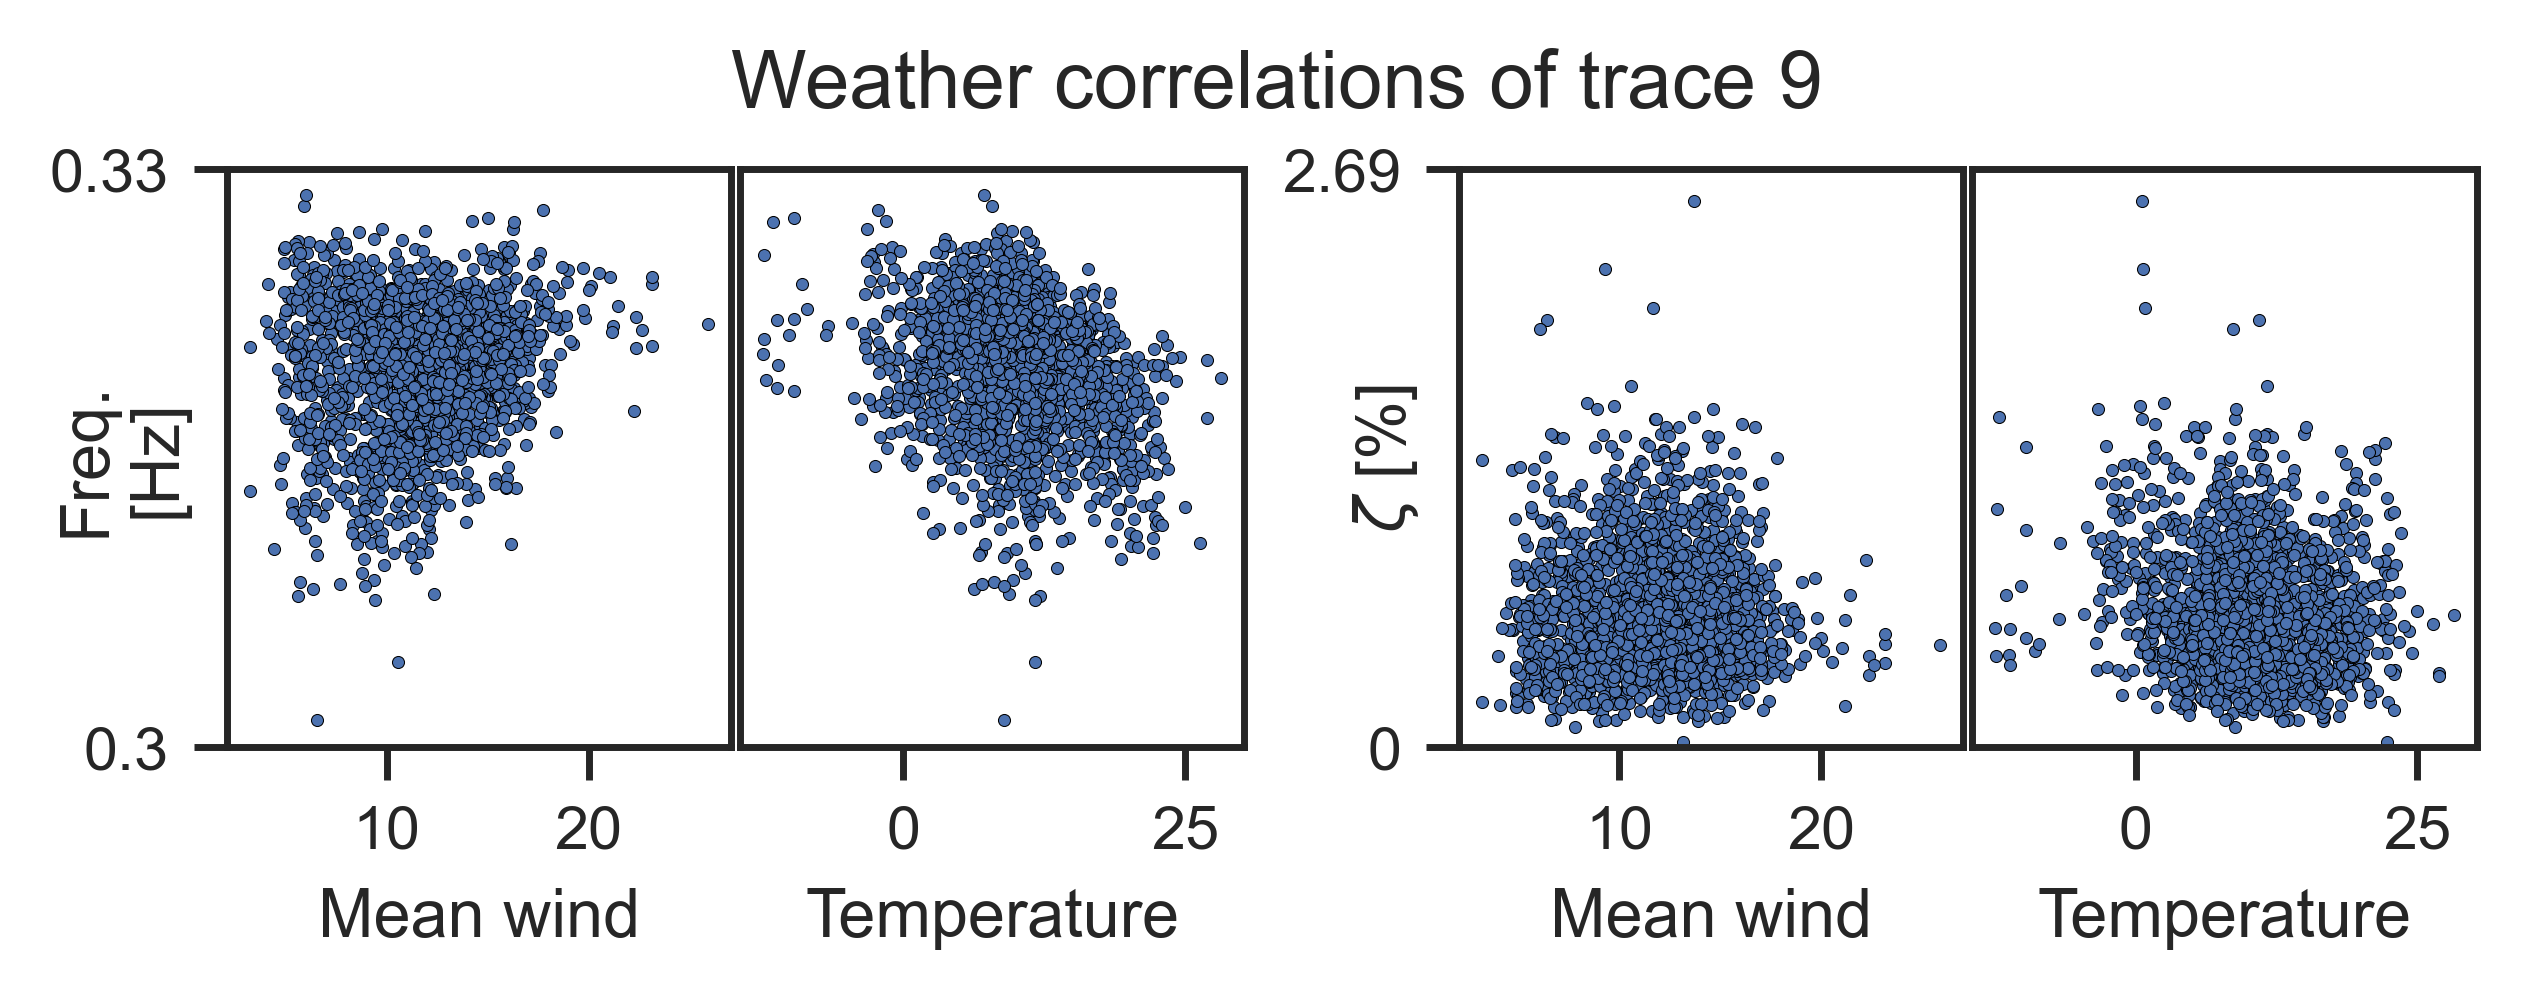 Weather correlations of trace 9
0.33
0.3
Freq.
[Hz]
10
20
Mean wind
0
25
Temperature
2.69
0
ζ [%]
10
20
Mean wind
0
25
Temperature